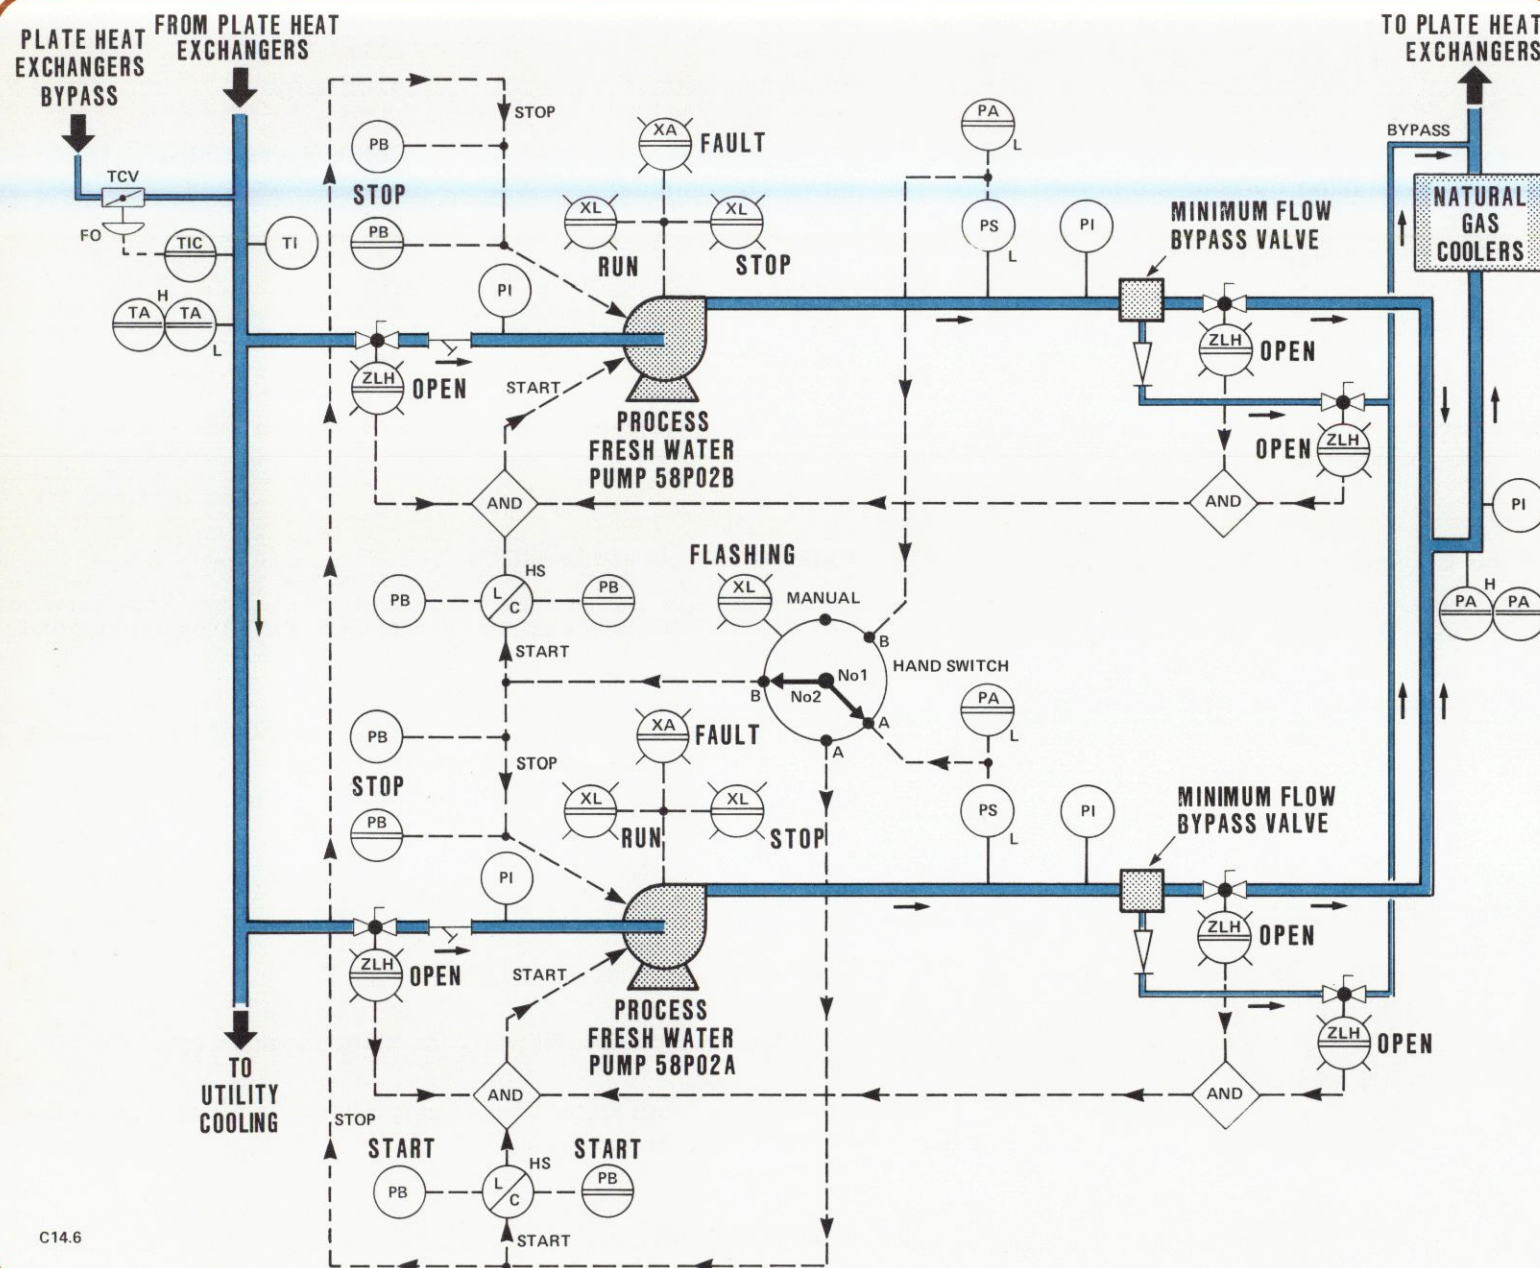 PLATE HEAT
EXCHANGERS
BYPASS
FROM PLATE HEAT
EXCHANGERS
TO PLATE HEAT
EXCHANGERS
STOP
PB
XA
FAULT
PA
L
BYPASS
TCV
STOP
XL
XL
NATURAL
GAS
COOLERS
MINIMUM FLOW
BYPASS VALVE
FO
TIC
TI
PB
RUN
STOP
PS
L
PI
PI
H
TA
TA
L
ZLH
OPEN
ZLH
OPEN
START
PROCESS
FRESH WATER
PUMP 58P02B
OPEN
ZLH
AND
AND
PI
FLASHING
HS
PB
L
C
PB
XL
MANUAL
H
PA
PA
B
HAND SWITCH
START
No1
B
No2
A
PA
L
A
PB
XA
FAULT
STOP
STOP
XL
XL
PS
L
PI
MINIMUM FLOW
BYPASS VALVE
PB
RUN
STOP
PI
ZLH
OPEN
ZLH
OPEN
START
PROCESS
FRESH WATER
PUMP 58P02A
ZLH
OPEN
TO
UTILITY
COOLING
AND
AND
STOP
START
START
HS
PB
L
C
PB
START
C14.6